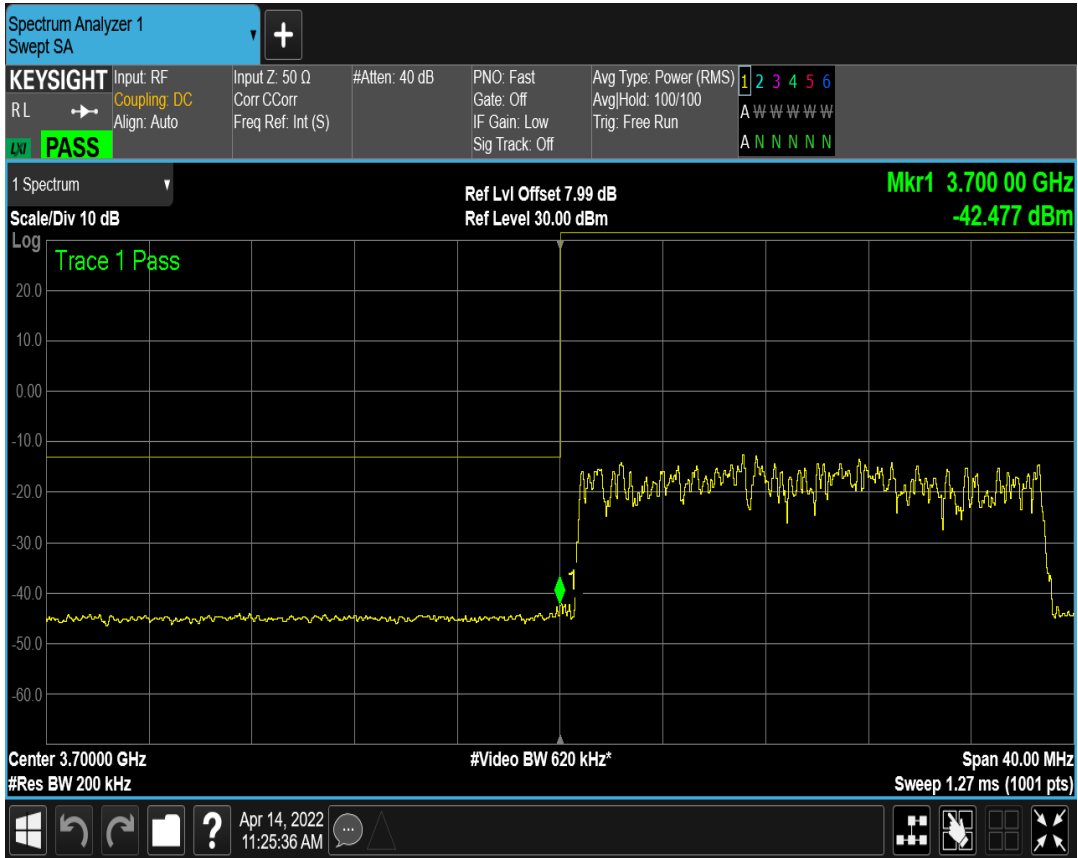 Spectrum Analyzer 1
Swept SA
+
KEYSIGHT Input: RF Input Z: 50 Ω #Atten: 40 dB PNO: Fast Avg Type: Power (RMS) 1 2 3 4 5 6
R L Coupling: DC Corr CCorr Gate: Off Avg|Hold: 100/100
Align: Auto Freq Ref: Int (S) IF Gain: Low Trig: Free Run A W W W W W
LXI PASS Sig Track: Off A N N N N N
1 Spectrum
Ref Lvl Offset 7.99 dB Mkr1 3.700 00 GHz
Scale/Div 10 dB Ref Level 30.00 dBm -42.477 dBm
Log
Trace 1 Pass
20.0
10.0
0.00
-10.0
-20.0
-30.0
1
-40.0
-50.0
-60.0
Center 3.70000 GHz #Video BW 620 kHz* Span 40.00 MHz
#Res BW 200 kHz Sweep 1.27 ms (1001 pts)
? Apr 14, 2022
11:25:36 AM